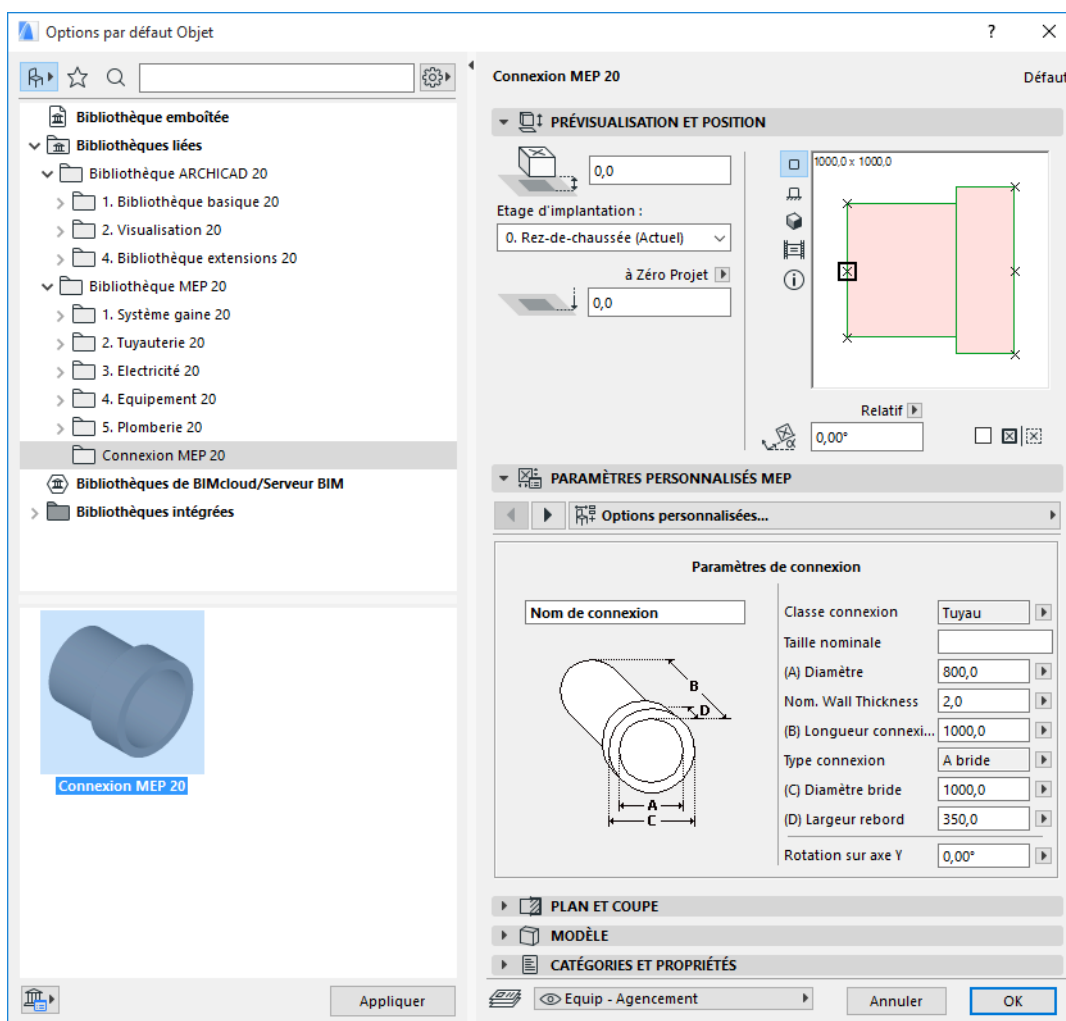 Options par défaut Objet
?
Bibliothèque emboîtée
Bibliothèques liées
Bibliothèque ARCHICAD 20
1. Bibliothèque basique 20
2. Visualisation 20
4. Bibliothèque extensions 20
Bibliothèque MEP 20
1. Système gaine 20
2. Tuyauterie 20
3. Electricité 20
4. Equipement 20
5. Plomberie 20
Connexion MEP 20
Bibliothèques de BIMcloud/Serveur BIM
Bibliothèques intégrées
Connexion MEP 20
Appliquer
Connexion MEP 20
Défaut
PRÉVISUALISATION ET POSITION
0,0
Etage d'implantation :
0. Rez-de-chaussée (Actuel)
à Zéro Projet
0,0
1000,0 x 1000,0
Relatif
α
0,00°
PARAMÈTRES PERSONNALISÉS MEP
Options personnalisées...
Paramètres de connexion
Nom de connexion
B
D
A
C
Classe connexion Tuyau
Taille nominale
(A) Diamètre 800,0
Nom. Wall Thickness 2,0
(B) Longueur connexi... 1000,0
Type connexion A bride
(C) Diamètre bride 1000,0
(D) Largeur rebord 350,0
Rotation sur axe Y 0,00°
PLAN ET COUPE
MODÈLE
CATÉGORIES ET PROPRIÉTÉS
Equip - Agencement
Annuler
OK